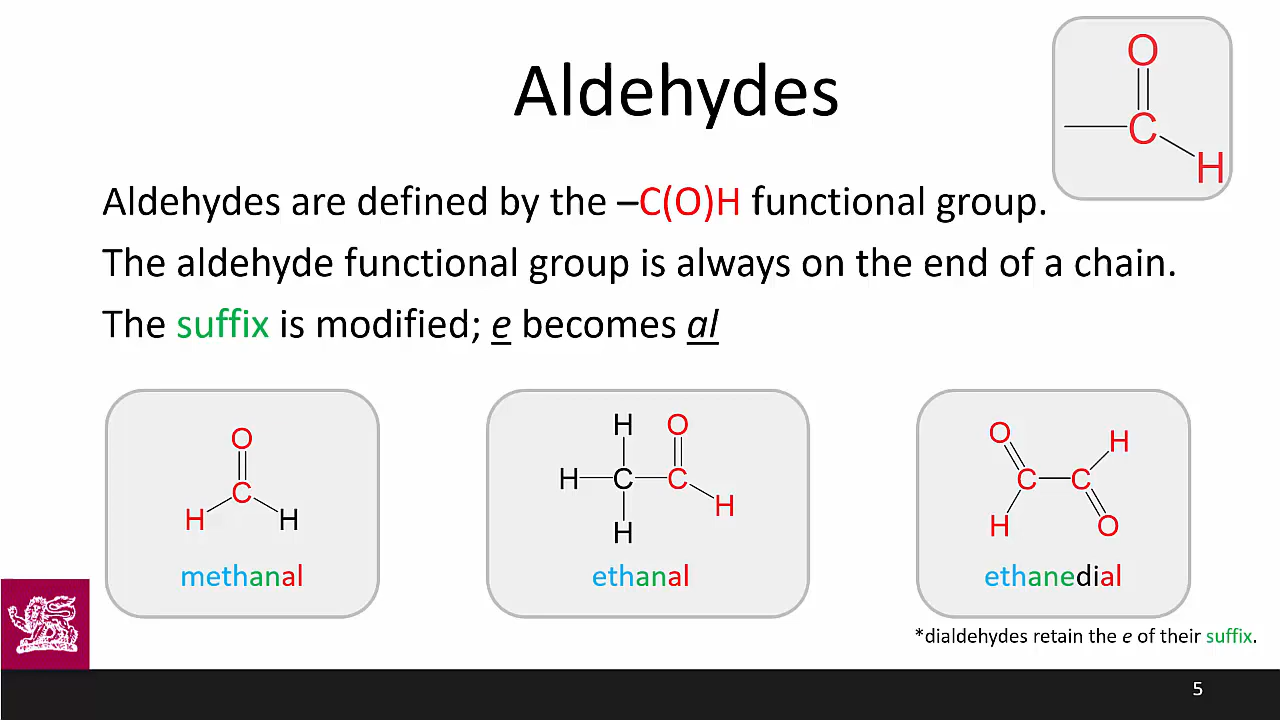 Aldehydes
O
C
H
Aldehydes are defined by the –C(O)H functional group.
The aldehyde functional group is always on the end of a chain.
The suffix is modified; e becomes al
O
C
H H
methanal
H O
H C C
H
H
ethanal
O H
C C
H O
ethanedial
*dialdehydes retain the e of their suffix.
5